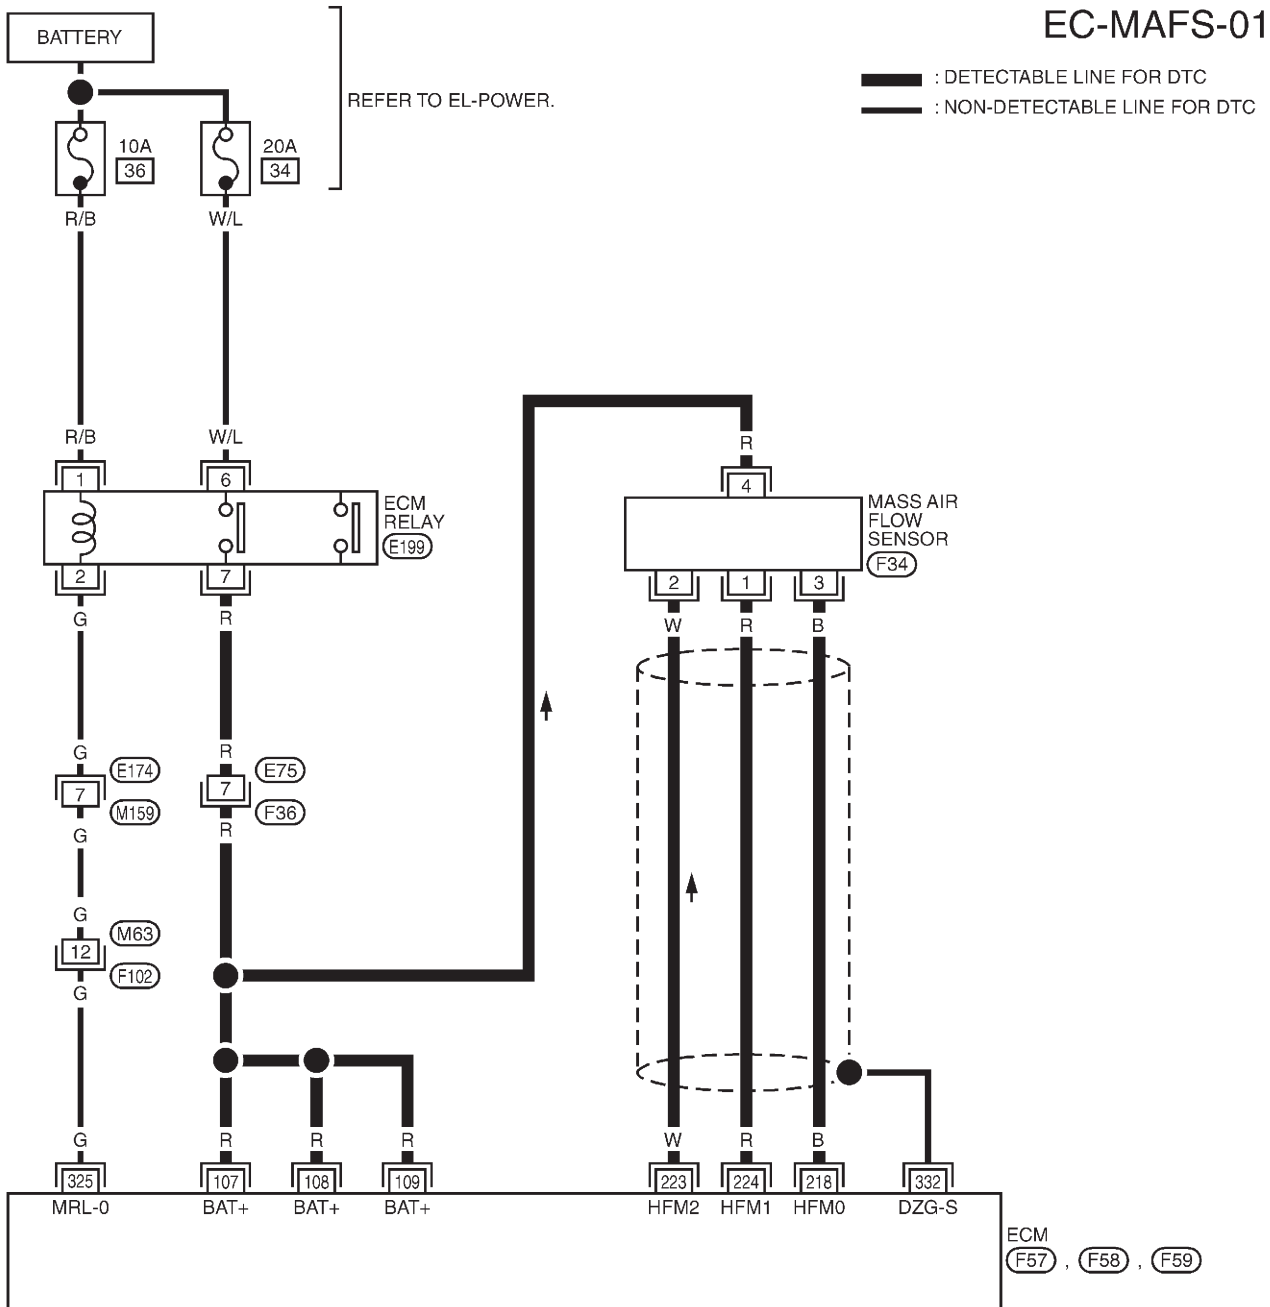 EC-MAFS-01
BATTERY
: DETECTABLE LINE FOR DTC
: NON-DETECTABLE LINE FOR DTC
REFER TO EL-POWER.
10A
36
20A
34
R/B
W/L
R/B
W/L
1
6
ECM
RELAY
E199
2
7
G
R
R
4
MASS AIR
FLOW
SENSOR
F34
2
1
3
W
R
B
G
R
E174
7
M159
E75
7
F36
G
R
G
M63
12
F102
G
G
R
R
R
W
R
B
325
107
108
109
223
224
218
332
MRL-0
BAT+
BAT+
BAT+
HFM2
HFM1
HFM0
DZG-S
ECM
F57 , F58 , F59